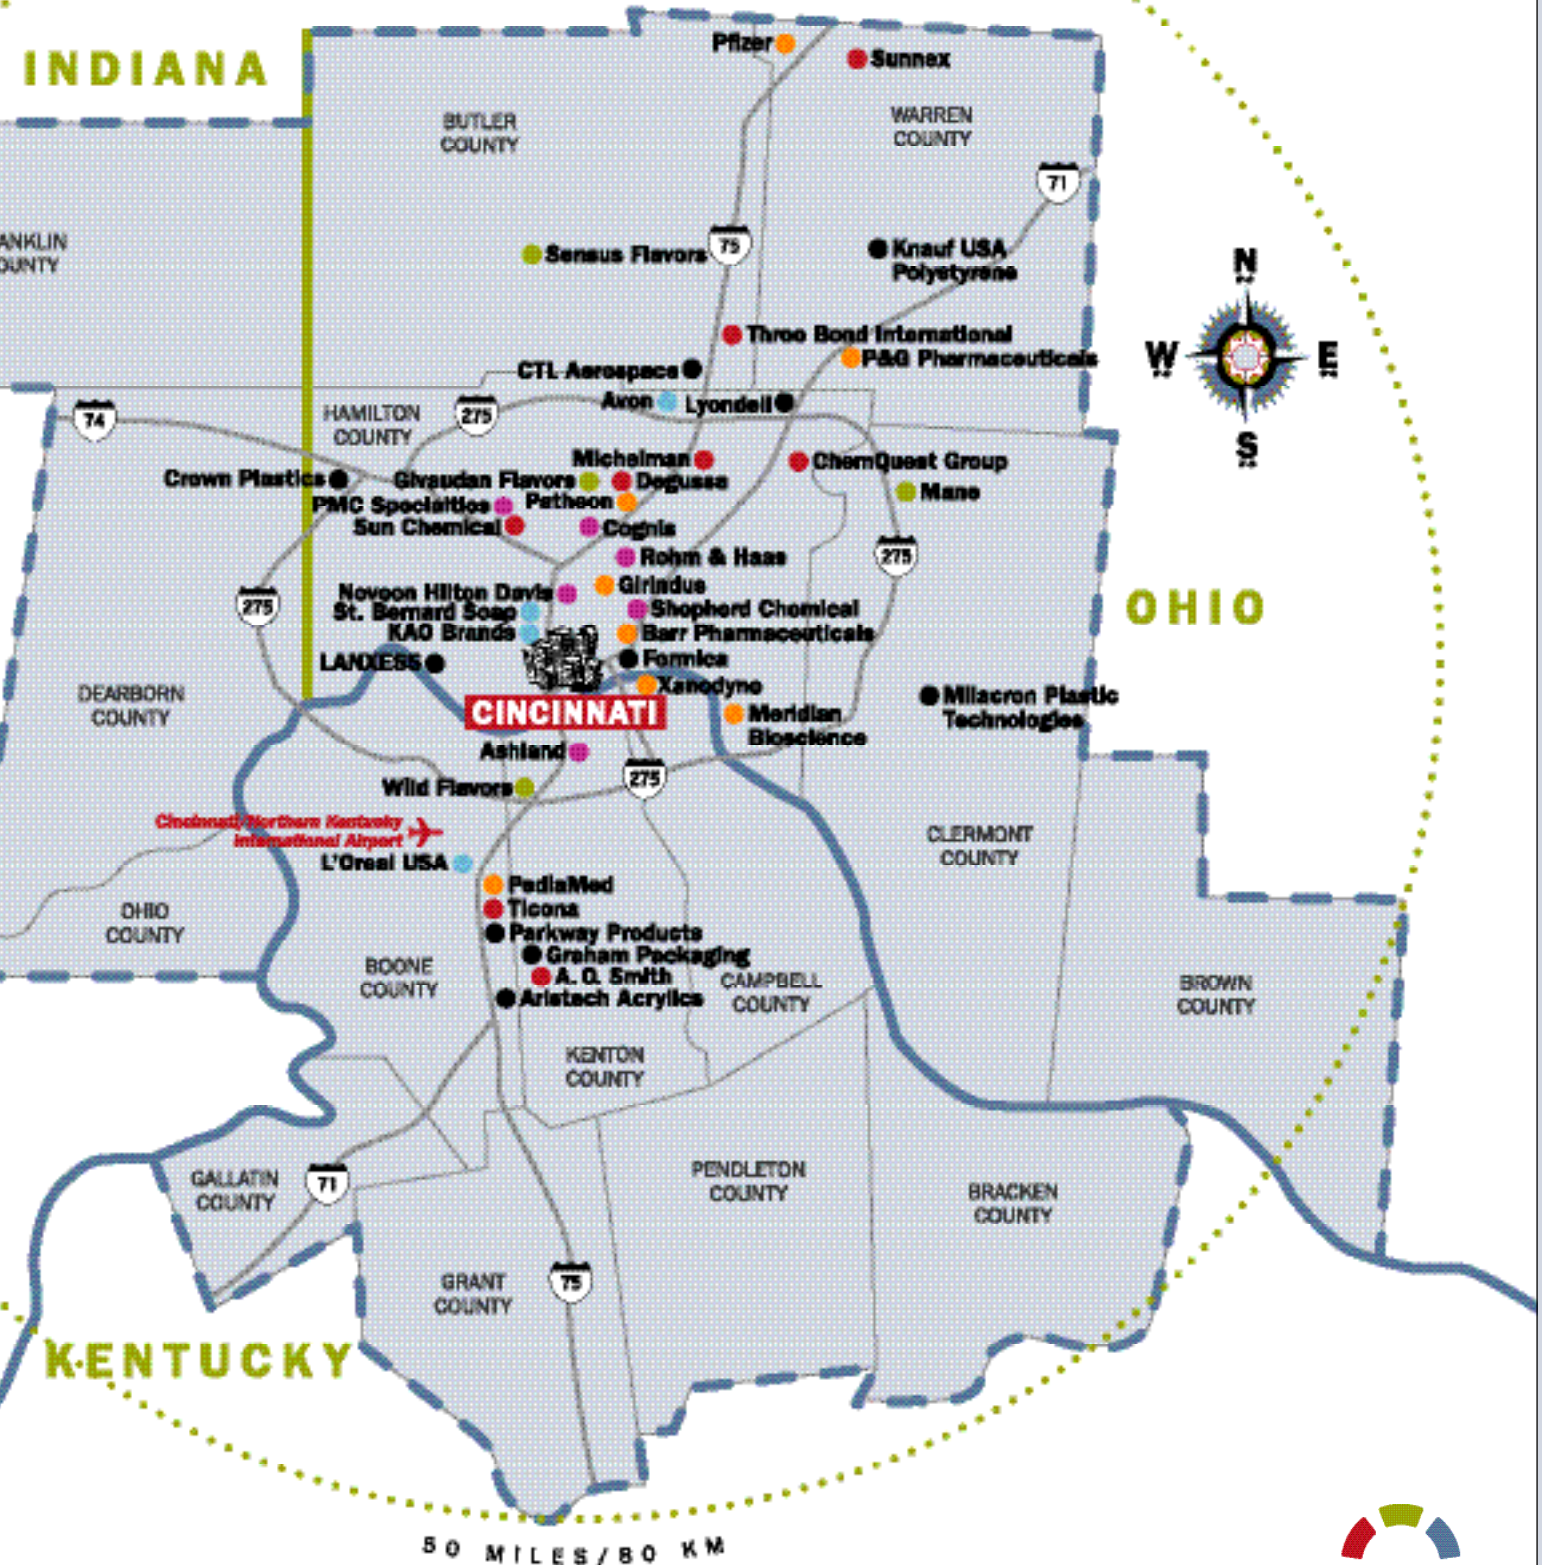 INDIANA
Pfizer
Sunnex
BUTLER
COUNTY
WARREN
COUNTY
71
ANKLIN
OUNTY
75
Sensus Flavors
Knauf USA
Polystyrene
N
W
E
S
Three Bond International
P&G Pharmaceuticals
CTL Aerospace
Avon
Lyondell
74
HAMILTON
COUNTY
275
Michelman
ChemQuest Group
Crown Plastics
Givaudan Flavors
Degussa
Mane
PMC Specialties
Patheon
Sun Chemical
Cognis
Rohm & Haas
275
Girindus
Noveon Hilton Davis
275
St. Bernard Soap
Shepherd Chemical
OHIO
KAO Brands
Barr Pharmaceuticals
LANXESS
Formica
Xanodyne
DEARBORN
COUNTY
Milacron Plastic
Technologies
CINCINNATI
Meridian
Bioscience
Ashland
275
Wild Flavors
Cincinnati/Northern Kentucky
International Airport
CLERMONT
COUNTY
L'Oreal USA
PediaMed
Ticona
OHIO
COUNTY
Parkway Products
Graham Packaging
BOONE
COUNTY
A. O. Smith
CAMPBELL
COUNTY
Aristech Acrylics
BROWN
COUNTY
KENTON
COUNTY
GALLATIN
COUNTY
71
PENDLETON
COUNTY
BRACKEN
COUNTY
GRANT
COUNTY
75
KENTUCKY
50 MILES/80 KM